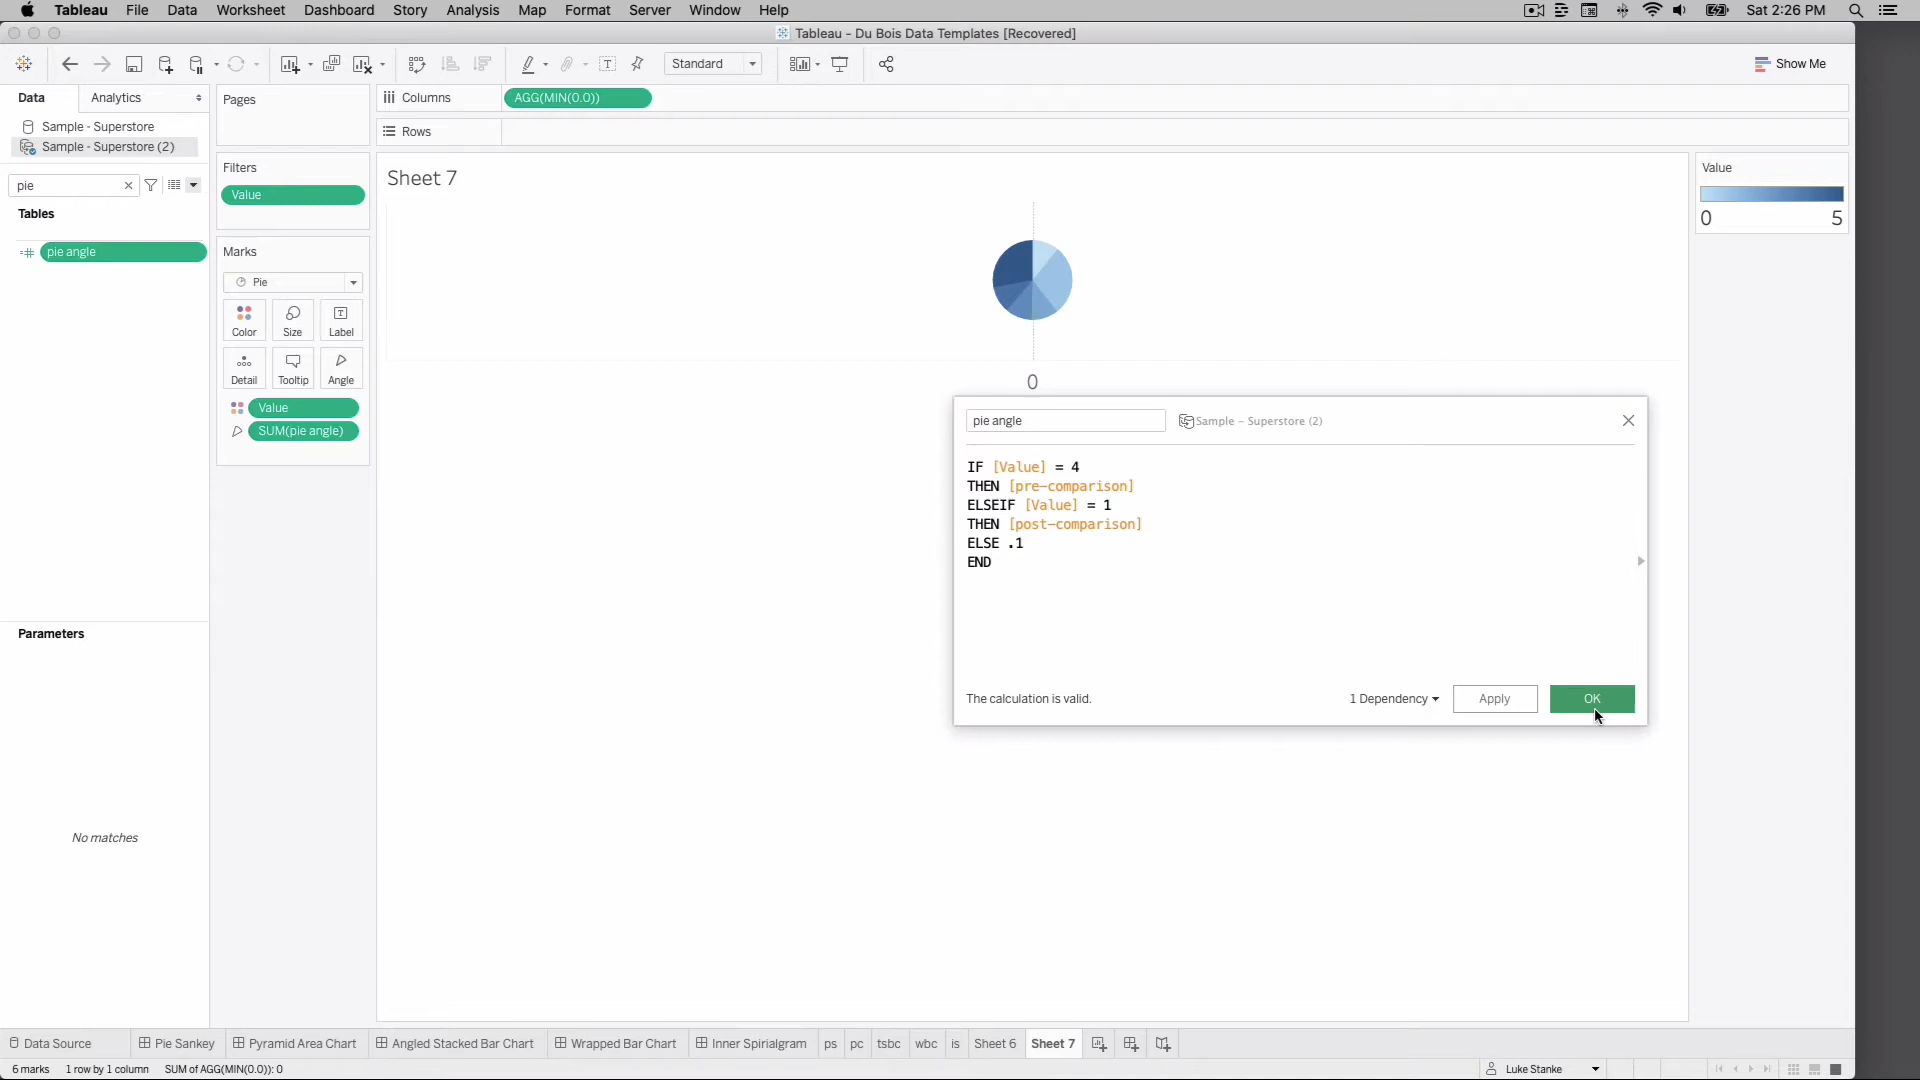 Tableau File Data Worksheet Dashboard Story Analysis Map Format Server Window Help Sat 2:26 PM
Tableau - Du Bois Data Templates [Recovered]
Standard Show Me
Data Analytics
Sample - Superstore
Sample - Superstore (2)
pie
Tables
pie angle
Parameters
No matches
Pages
Filters
Value
Marks
Pie
Color Size Label
Detail Tooltip Angle
Value
SUM(pie angle)
Columns AGG(MIN(0.0))
Rows
Sheet 7
0
Value
0 5
pie angle Sample - Superstore (2)
IF [Value] = 4
THEN [pre-comparison]
ELSEIF [Value] = 1
THEN [post-comparison]
ELSE .1
END
The calculation is valid. 1 Dependency Apply OK
Data Source Pie Sankey Pyramid Area Chart Angled Stacked Bar Chart Wrapped Bar Chart Inner Spirialgram ps pc tsbc wbc is Sheet 6 Sheet 7
6 marks 1 row by 1 column SUM of AGG(MIN(0.0)): 0 Luke Stanke